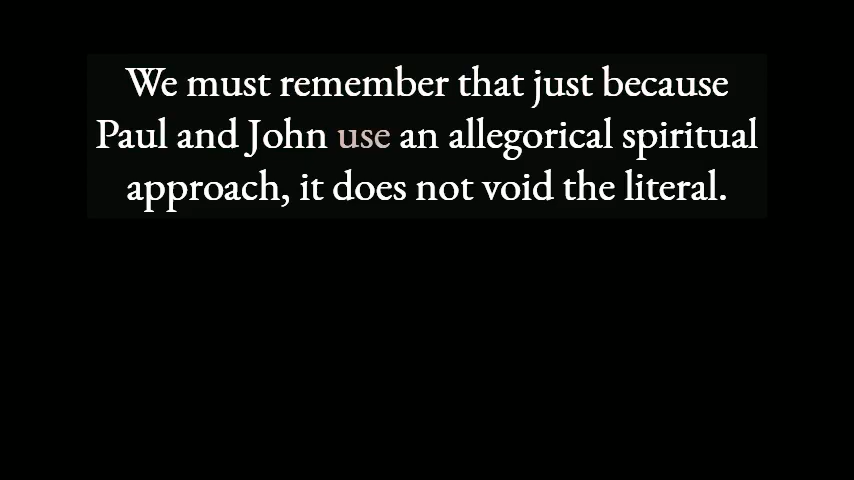 We must remember that just because
Paul and John use an allegorical spiritual
approach, it does not void the literal.